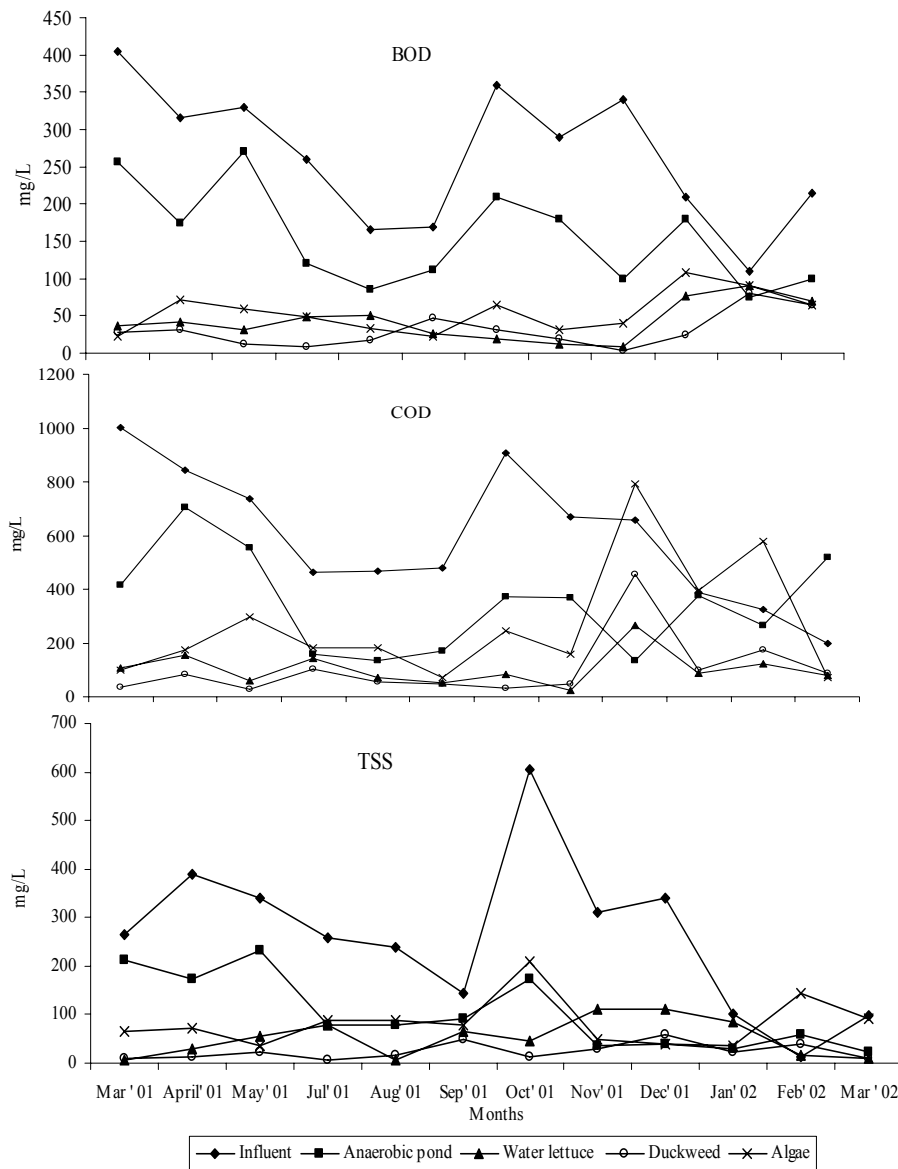 BOD
mg/L
450
400
350
300
250
200
150
100
50
0
COD
mg/L
1200
1000
800
600
400
200
0
TSS
mg/L
700
600
500
400
300
200
100
0
Mar ' 01 April' 01 May' 01 Jul' 01 Aug' 01 Sep' 01 Oct' 01 Nov' 01 Dec' 01 Jan' 02 Feb' 02 Mar ' 02
Months
Influent Anaerobic pond Water lettuce Duckweed Algae